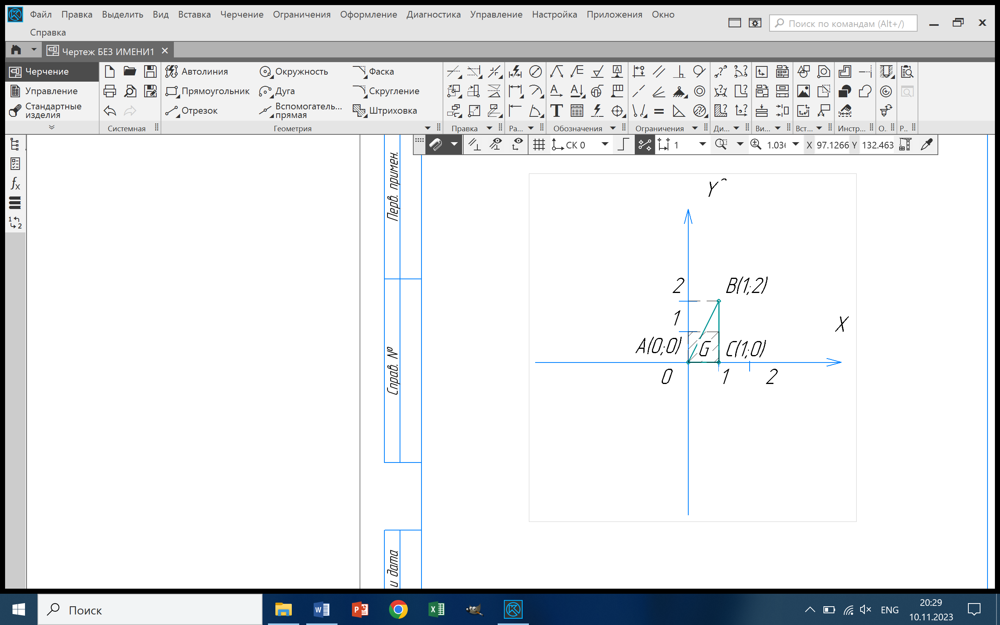 Файл Правка Выделить Вид Вставка Черчение Ограничения Оформление Диагностика Управление Настройка Приложения Окно
Справка
Поиск по командам (Alt+/)
Чертеж БЕЗ ИМЕНИ1
Черчение
Управление
Стандартные
изделия
Системная
Автолиния
Прямоугольник
Отрезок
Окружность
Дуга
Вспомогатель...
прямая
Фаска
Скругление
Штриховка
Геометрия
Правка
Ра...
Обозначения
Ограничения
Ди...
Ви...
Вст...
Инстр...
О..
Р..
СК 0
1
X 97.1266 Y 132.463
Перв. примен.
Справ. №
и дата
Y
2
B(1;2)
1
X
A(0;0)
G
C(1;0)
0
1
2
Поиск
ENG
20:29
10.11.2023